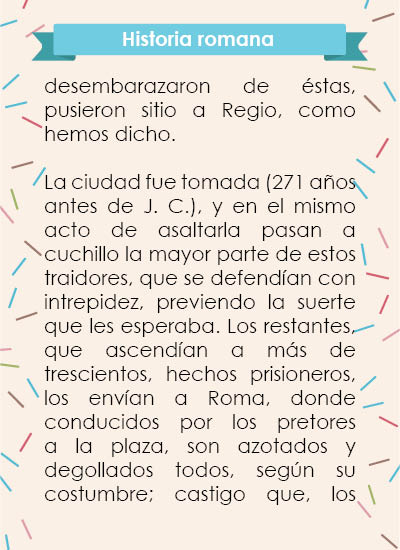 Historia romana
desembarazaron de éstas,
pusieron sitio a Regio, como
hemos dicho.
La ciudad fue tomada (271 años
antes de J. C.), y en el mismo
acto de asaltarla pasan a
cuchillo la mayor parte de estos
traidores, que se defendían con
intrepidez, previendo la suerte
que les esperaba. Los restantes,
que ascendían a más de
trescientos, hechos prisioneros,
los envían a Roma, donde
conducidos por los pretores
a la plaza, son azotados y
degollados todos, según su
costumbre; castigo que, los